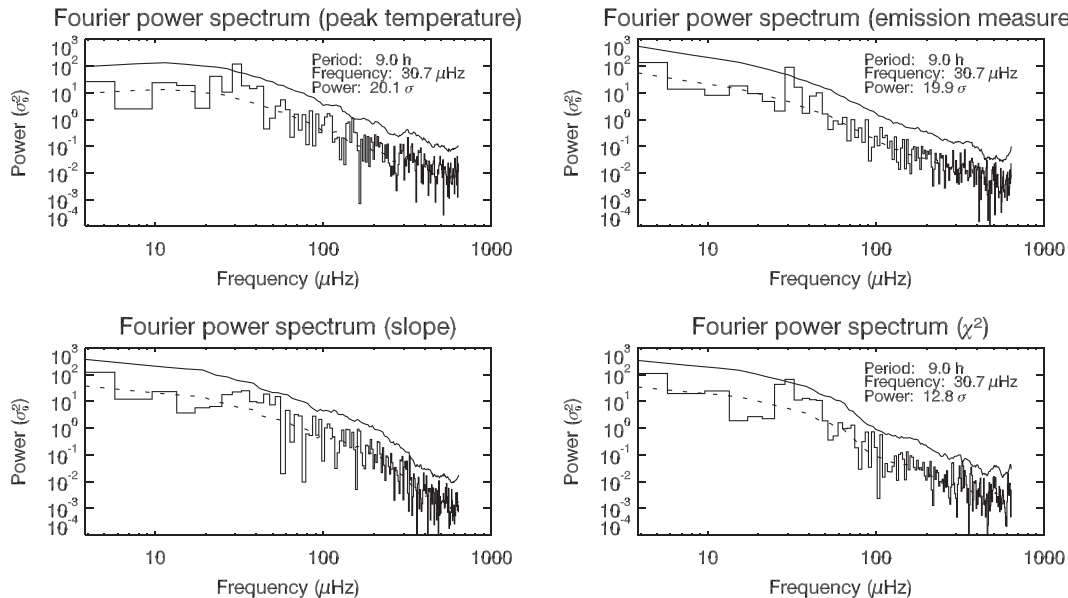 Fourier power spectrum (peak temperature)
Period: 9.0 h
Frequency: 30.7 μHz
Power: 20.1 σ
10³
10²
10¹
10⁰
10⁻¹
10⁻²
10⁻³
10⁻⁴
Power (σ₀²)
10
100
1000
Frequency (μHz)
Fourier power spectrum (emission measure
Period: 9.0 h
Frequency: 30.7 μHz
Power: 19.9 σ
10³
10²
10¹
10⁰
10⁻¹
10⁻²
10⁻³
10⁻⁴
Power (σ₀²)
10
100
1000
Frequency (μHz)
Fourier power spectrum (slope)
10³
10²
10¹
10⁰
10⁻¹
10⁻²
10⁻³
10⁻⁴
Power (σ₀²)
10
100
1000
Frequency (μHz)
Fourier power spectrum (χ²)
Period: 9.0 h
Frequency: 30.7 μHz
Power: 12.8 σ
10³
10²
10¹
10⁰
10⁻¹
10⁻²
10⁻³
10⁻⁴
Power (σ₀²)
10
100
1000
Frequency (μHz)